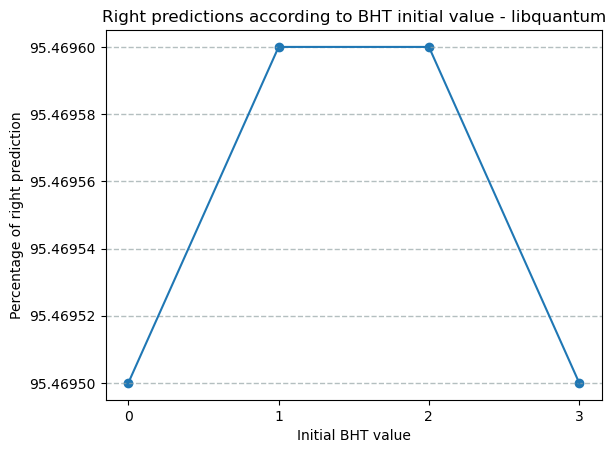 Right predictions according to BHT initial value - libquantum
Percentage of right prediction
95.46960
95.46958
95.46956
95.46954
95.46952
95.46950
0 1 2 3
Initial BHT value